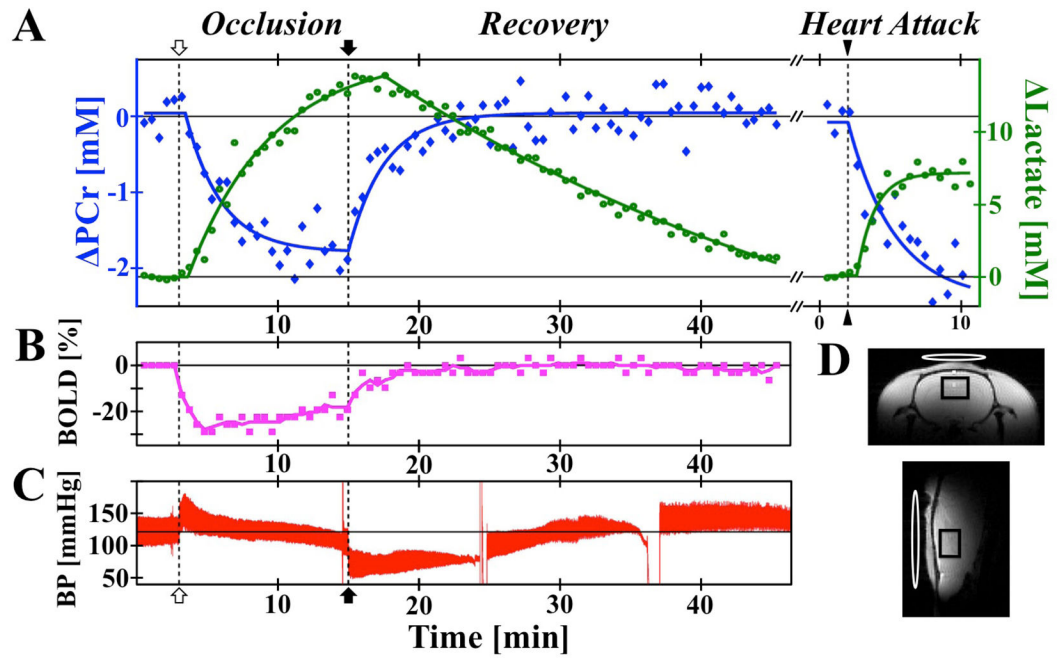 A
Occlusion Recovery Heart Attack
ΔPCr [mM]
0
-1
-2
10 20 30 40
0 10
10
5
0
ΔLactate [mM]
B
BOLD [%]
0
-20
10 20 30 40
D
C
BP [mmHg]
150
100
50
10 20 30 40
Time [min]